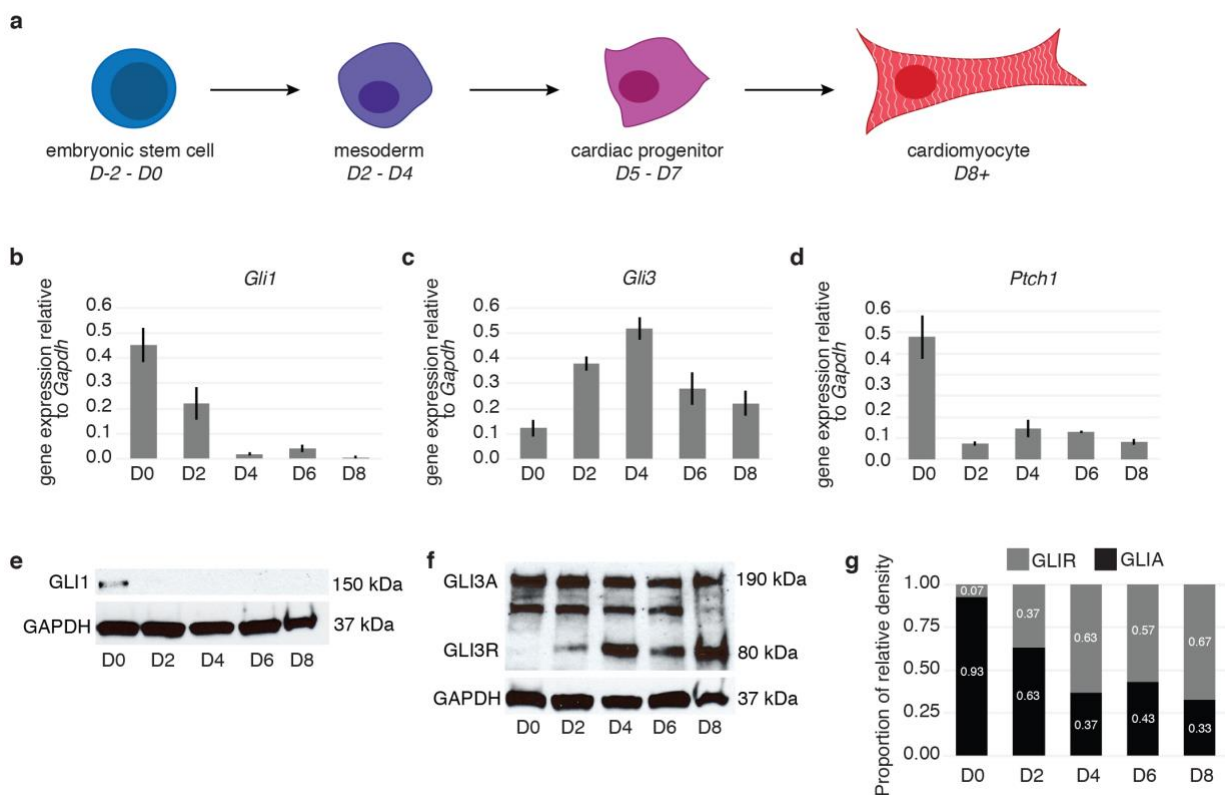 a
embryonic stem cell
D-2 - D0
mesoderm
D2 - D4
cardiac progenitor
D5 - D7
cardiomyocyte
D8+
b
Gli1
gene expression relative
to Gapdh
0.6
0.5
0.4
0.3
0.2
0.1
0.0
D0 D2 D4 D6 D8
c
Gli3
gene expression relative
to Gapdh
0.6
0.5
0.4
0.3
0.2
0.1
0.0
D0 D2 D4 D6 D8
d
Ptch1
gene expression relative
to Gapdh
0.6
0.5
0.4
0.3
0.2
0.1
0.0
D0 D2 D4 D6 D8
e
GLI1 150 kDa
GAPDH 37 kDa
D0 D2 D4 D6 D8
f
GLI3A 190 kDa
GLI3R 80 kDa
GAPDH 37 kDa
D0 D2 D4 D6 D8
g
GLIR GLIA
Proportion of relative density
1.00
0.75
0.50
0.25
0.00
0.07 0.37 0.63 0.57 0.67
0.93 0.63 0.37 0.43 0.33
D0 D2 D4 D6 D8